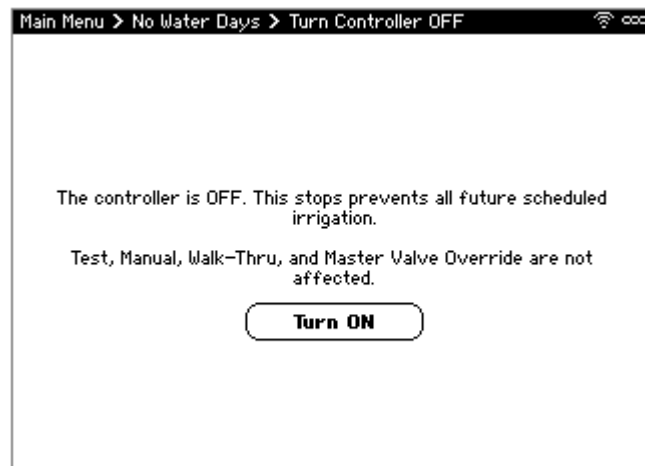 Main Menu > No Water Days > Turn Controller OFF
The controller is OFF. This stops prevents all future scheduled
irrigation.
Test, Manual, Walk-Thru, and Master Valve Override are not
affected.
Turn ON